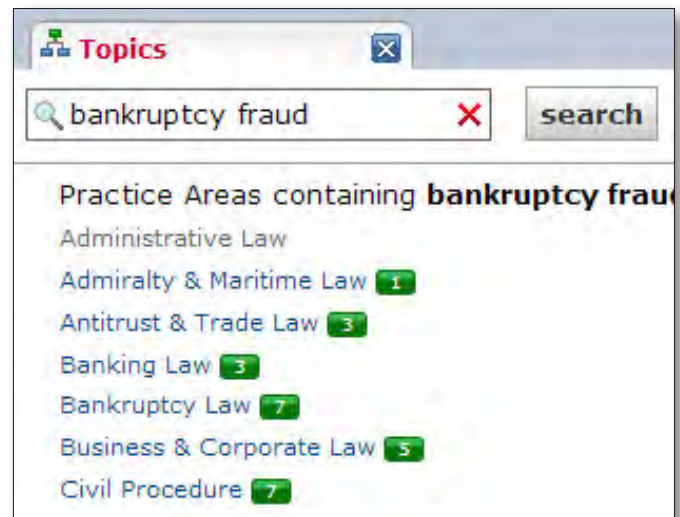 Topics
bankruptcy fraud search
Practice Areas containing bankruptcy frau
Administrative Law
Admiralty & Maritime Law 1
Antitrust & Trade Law 3
Banking Law 3
Bankruptcy Law 7
Business & Corporate Law 5
Civil Procedure 7